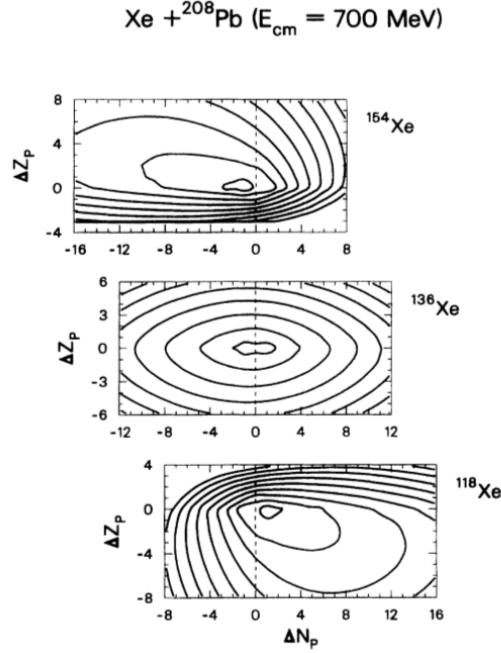 Xe + ²⁰⁸Pb (E_cm = 700 MeV)
¹⁵⁴Xe
8
4
0
-4
ΔZ_P
-16 -12 -8 -4 0 4 8
¹³⁶Xe
6
3
0
-3
-6
ΔZ_P
-12 -8 -4 0 4 8 12
¹¹⁸Xe
4
0
-4
-8
ΔZ_P
-8 -4 0 4 8 12 16
ΔN_P